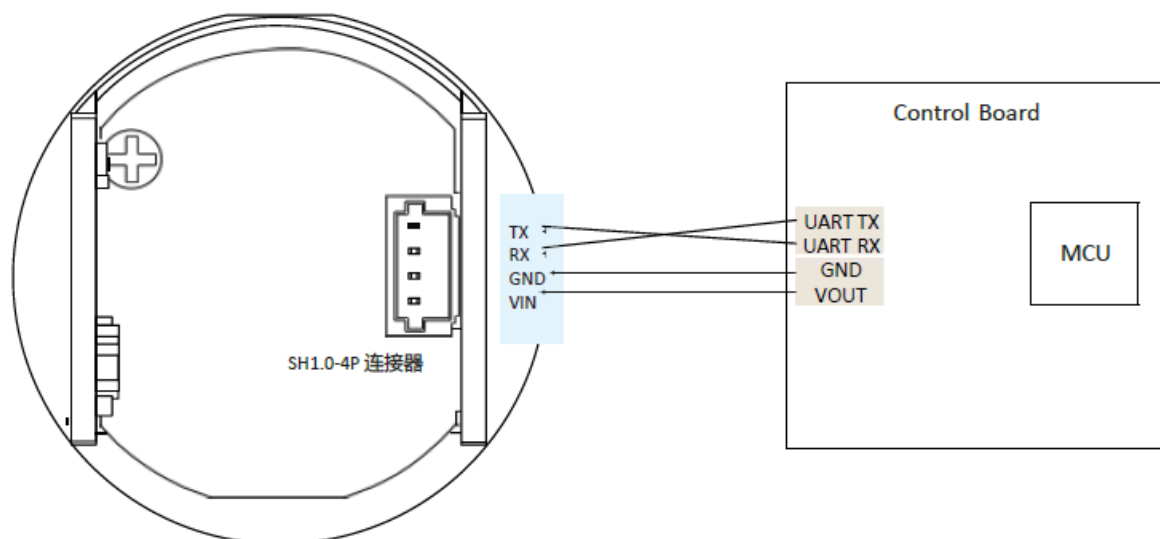 Control Board
TX
RX
GND
VIN
UART TX
UART RX
GND
VOUT
MCU
SH1.0-4P 连接器